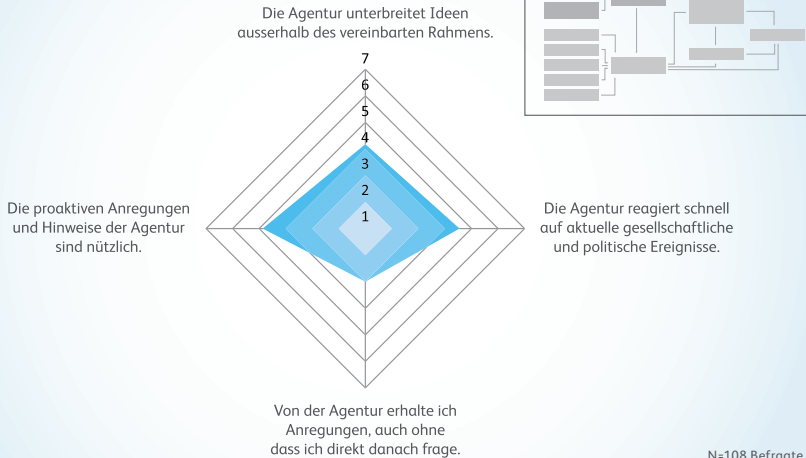 Die Agentur unterbreitet Ideen
ausserhalb des vereinbarten Rahmens.
7
6
5
4
3
2
1
Die proaktiven Anregungen
und Hinweise der Agentur
sind nützlich.
Die Agentur reagiert schnell
auf aktuelle gesellschaftliche
und politische Ereignisse.
Von der Agentur erhalte ich
Anregungen, auch ohne
dass ich direkt danach frage.
N=108 Befragte